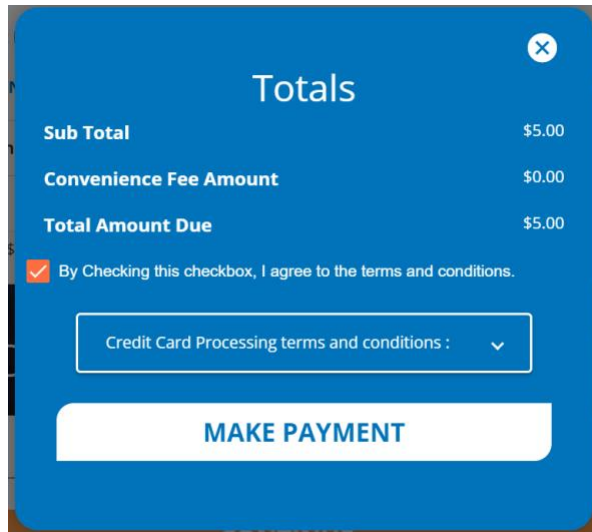 Totals
Sub Total $5.00
Convenience Fee Amount $0.00
Total Amount Due $5.00
By Checking this checkbox, I agree to the terms and conditions.
Credit Card Processing terms and conditions :
MAKE PAYMENT